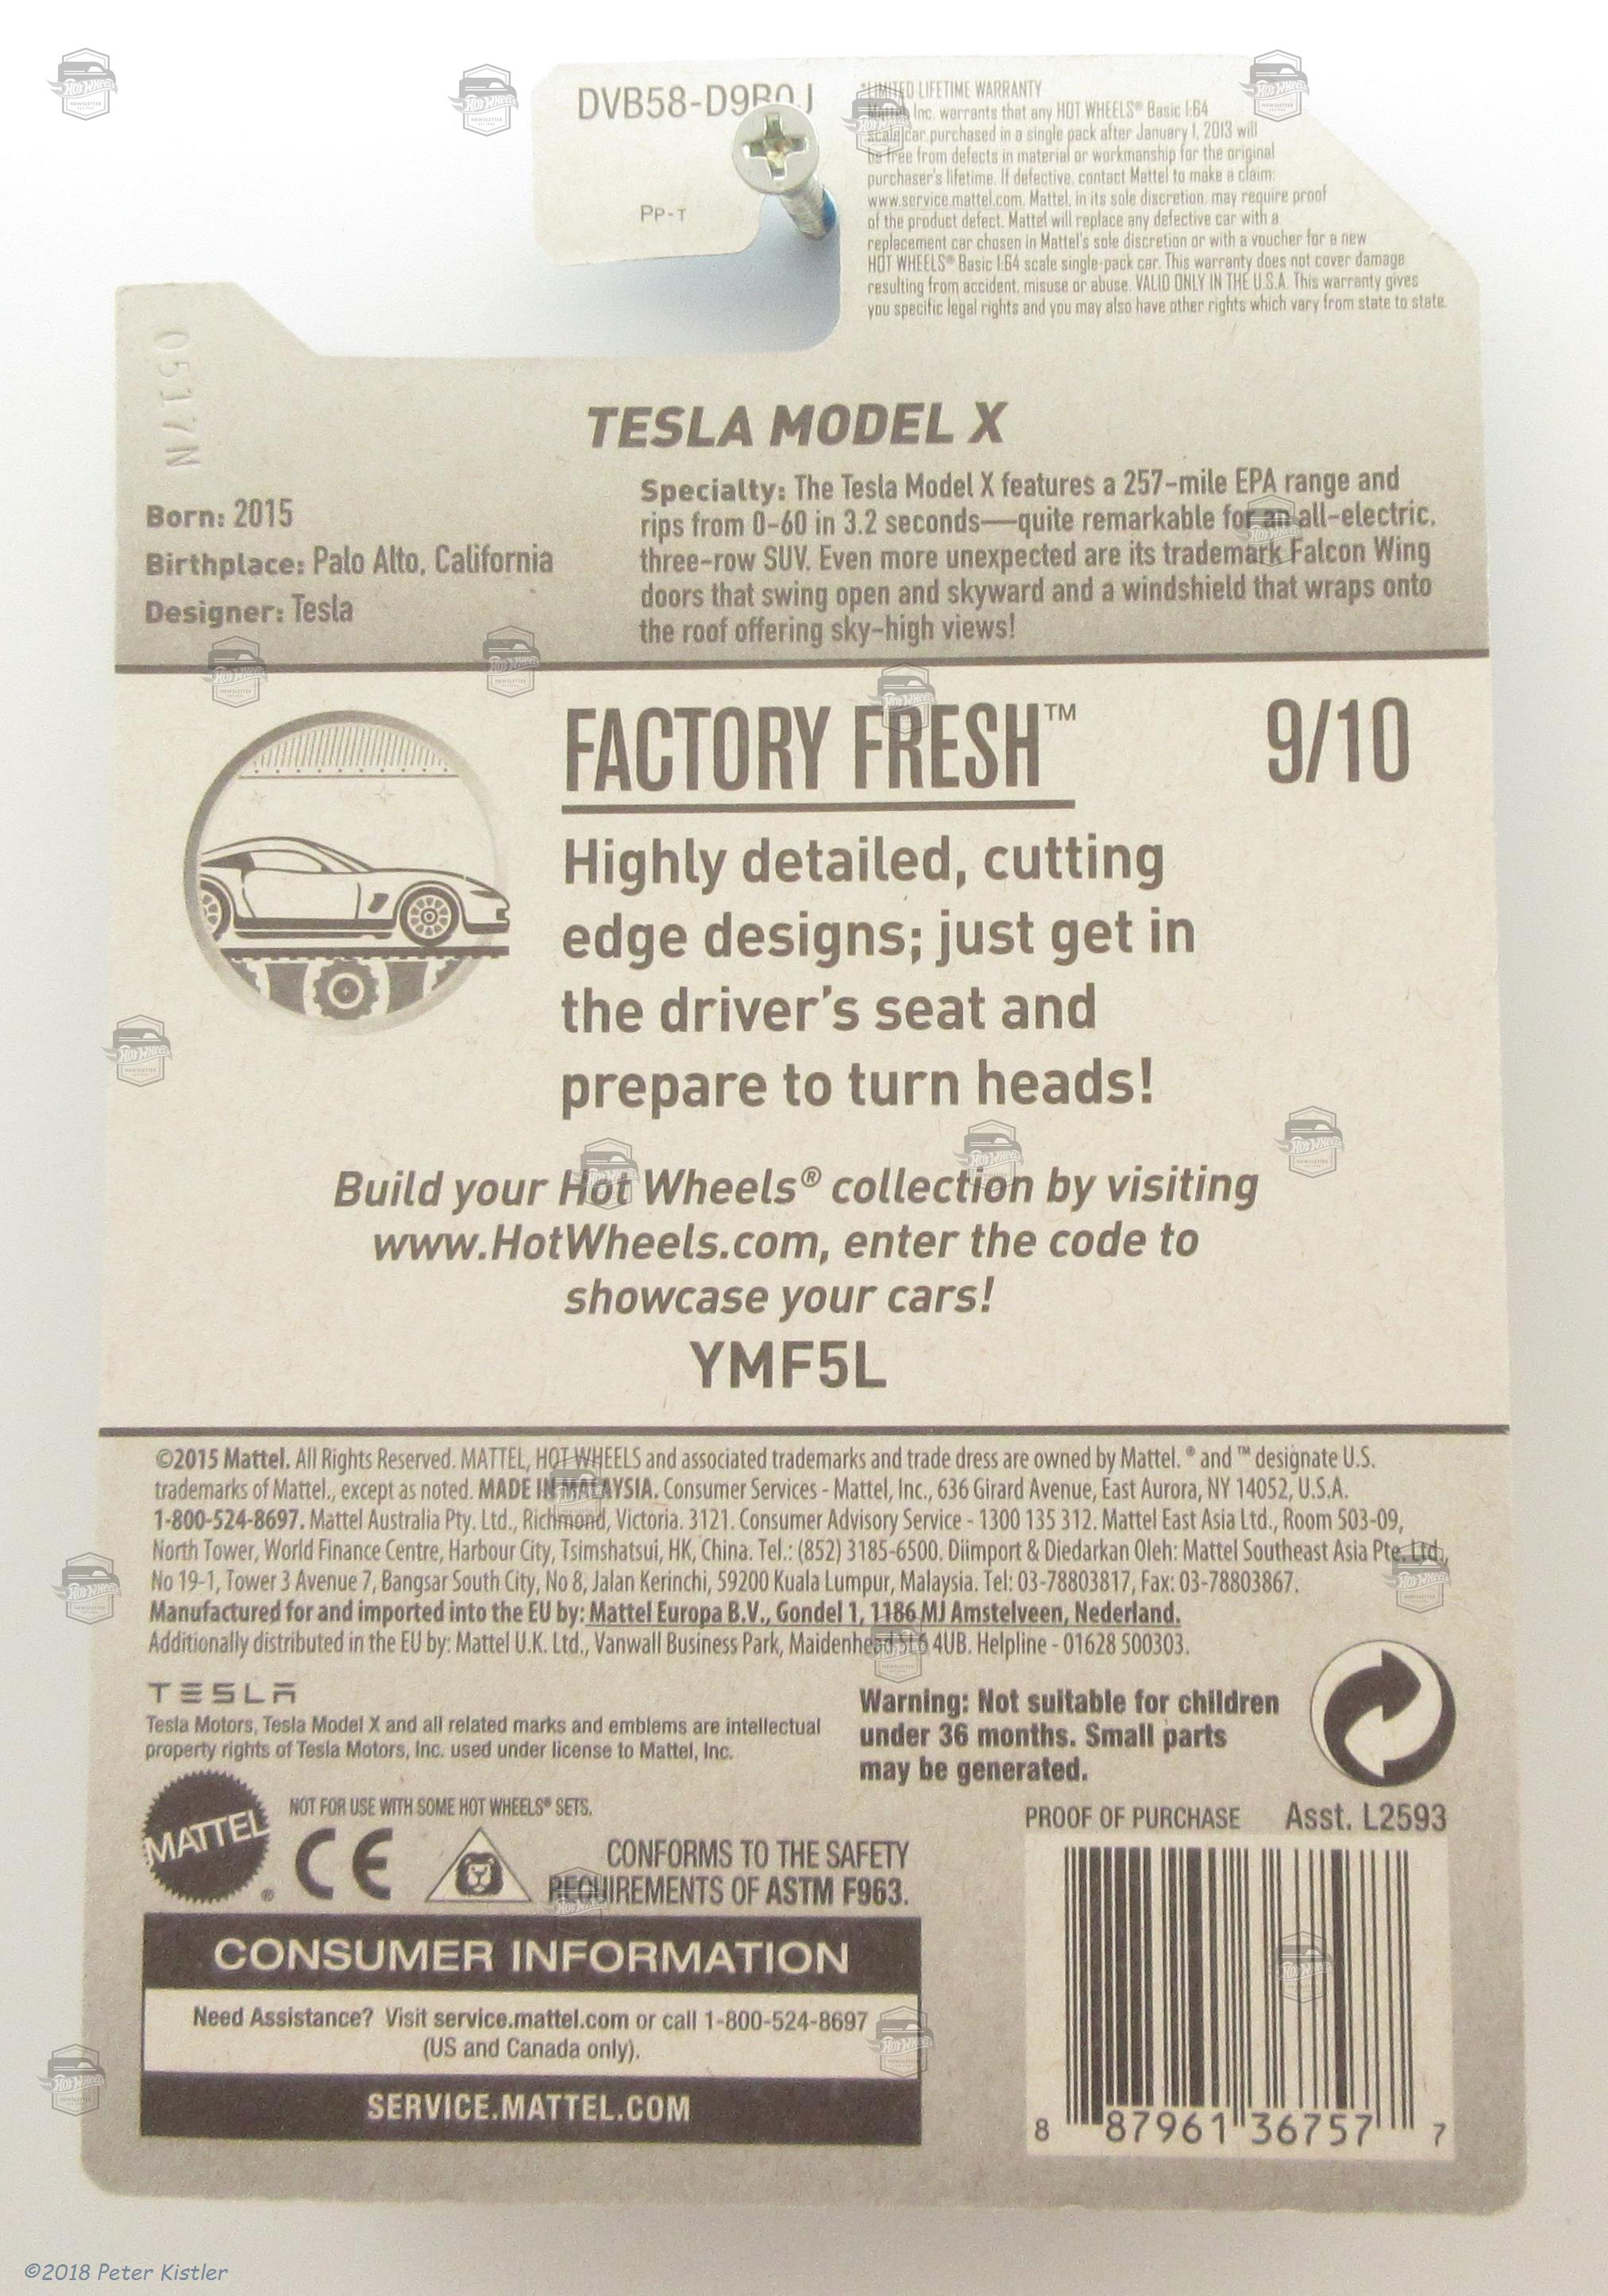 DVB58-D9B0J
PP-T
*LIMITED LIFETIME WARRANTY
Mattel, Inc. warrants that any HOT WHEELS® Basic 1:64
scale car purchased in a single pack after January 1, 2013 will
be free from defects in material or workmanship for the original
purchaser's lifetime. If defective, contact Mattel to make a claim:
www.service.mattel.com. Mattel, in its sole discretion, may require proof
of the product defect. Mattel will replace any defective car with a
replacement car chosen in Mattel's sole discretion or with a voucher for a new
HOT WHEELS® Basic 1:64 scale single-pack car. This warranty does not cover damage
resulting from accident, misuse or abuse. VALID ONLY IN THE U.S.A. This warranty gives
you specific legal rights and you may also have other rights which vary from state to state.
0517N
TESLA MODEL X
Born: 2015
Birthplace: Palo Alto, California
Designer: Tesla
Specialty: The Tesla Model X features a 257-mile EPA range and
rips from 0-60 in 3.2 seconds—quite remarkable for an all-electric,
three-row SUV. Even more unexpected are its trademark Falcon Wing
doors that swing open and skyward and a windshield that wraps onto
the roof offering sky-high views!
FACTORY FRESH™
9/10
Highly detailed, cutting
edge designs; just get in
the driver's seat and
prepare to turn heads!
Build your Hot Wheels® collection by visiting
www.HotWheels.com, enter the code to
showcase your cars!
YMF5L
©2015 Mattel. All Rights Reserved. MATTEL, HOT WHEELS and associated trademarks and trade dress are owned by Mattel. ® and ™ designate U.S.
trademarks of Mattel., except as noted. MADE IN MALAYSIA. Consumer Services - Mattel, Inc., 636 Girard Avenue, East Aurora, NY 14052, U.S.A.
1-800-524-8697. Mattel Australia Pty. Ltd., Richmond, Victoria. 3121. Consumer Advisory Service - 1300 135 312. Mattel East Asia Ltd., Room 503-09,
North Tower, World Finance Centre, Harbour City, Tsimshatsui, HK, China. Tel.: (852) 3185-6500. Diimport & Diedarkan Oleh: Mattel Southeast Asia Pte. Ltd.,
No 19-1, Tower 3 Avenue 7, Bangsar South City, No 8, Jalan Kerinchi, 59200 Kuala Lumpur, Malaysia. Tel: 03-78803817, Fax: 03-78803867.
Manufactured for and imported into the EU by: Mattel Europa B.V., Gondel 1, 1186 MJ Amstelveen, Nederland.
Additionally distributed in the EU by: Mattel U.K. Ltd., Vanwall Business Park, Maidenhead SL6 4UB. Helpline - 01628 500303.
TESLA
Tesla Motors, Tesla Model X and all related marks and emblems are intellectual
property rights of Tesla Motors, Inc. used under license to Mattel, Inc.
Warning: Not suitable for children
under 36 months. Small parts
may be generated.
MATTEL®
NOT FOR USE WITH SOME HOT WHEELS® SETS.
CE
CONFORMS TO THE SAFETY
REQUIREMENTS OF ASTM F963.
PROOF OF PURCHASE Asst. L2593
CONSUMER INFORMATION
Need Assistance? Visit service.mattel.com or call 1-800-524-8697
(US and Canada only).
SERVICE.MATTEL.COM
8 87961 36757 7
©2018 Peter Kistler
Hot Wheels
NEWSLETTER